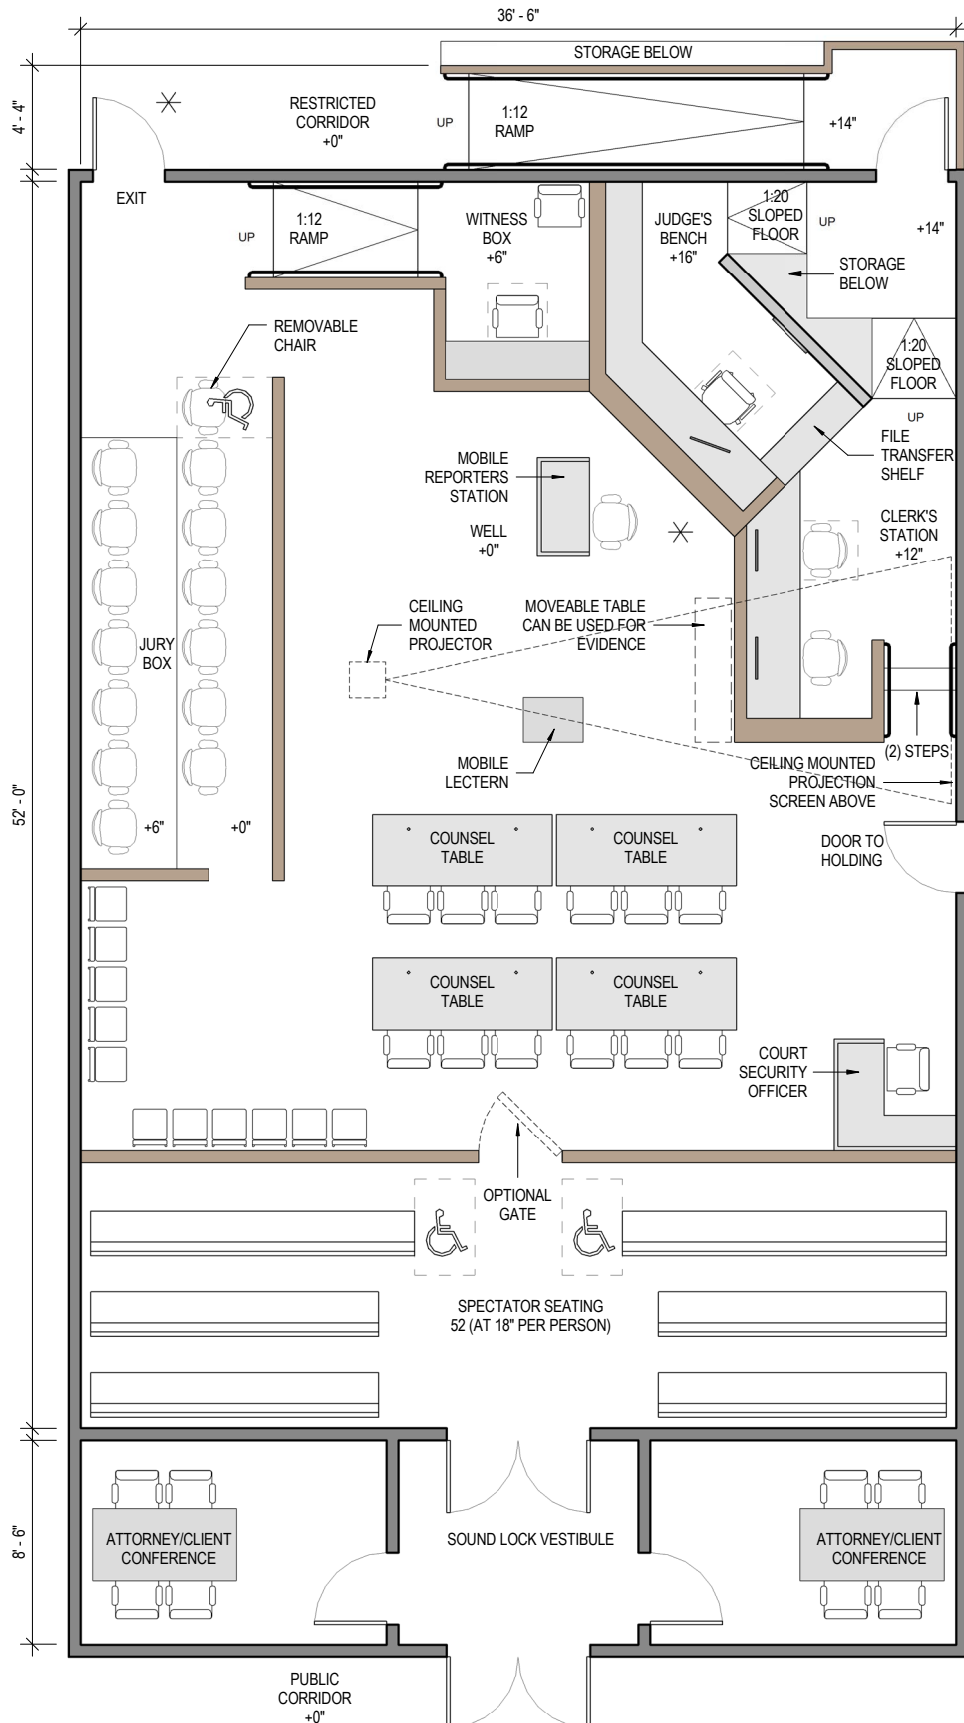 36' - 6"
STORAGE BELOW
4' - 4"
RESTRICTED
CORRIDOR
+0"
UP
1:12
RAMP
+14"
EXIT
UP
1:12
RAMP
WITNESS
BOX
+6"
JUDGE'S
BENCH
+16"
1:20
SLOPED
FLOOR
UP
+14"
STORAGE
BELOW
REMOVABLE
CHAIR
1:20
SLOPED
FLOOR
UP
FILE
TRANSFER
SHELF
MOBILE
REPORTERS
STATION
WELL
+0"
CLERK'S
STATION
+12"
CEILING
MOUNTED
PROJECTOR
MOVEABLE TABLE
CAN BE USED FOR
EVIDENCE
JURY
BOX
MOBILE
LECTERN
(2) STEPS
CEILING MOUNTED
PROJECTION
SCREEN ABOVE
52' - 0"
+6"
+0"
COUNSEL
TABLE
COUNSEL
TABLE
DOOR TO
HOLDING
COUNSEL
TABLE
COUNSEL
TABLE
COURT
SECURITY
OFFICER
OPTIONAL
GATE
SPECTATOR SEATING
52 (AT 18" PER PERSON)
8' - 6"
ATTORNEY/CLIENT
CONFERENCE
SOUND LOCK VESTIBULE
ATTORNEY/CLIENT
CONFERENCE
PUBLIC
CORRIDOR
+0"